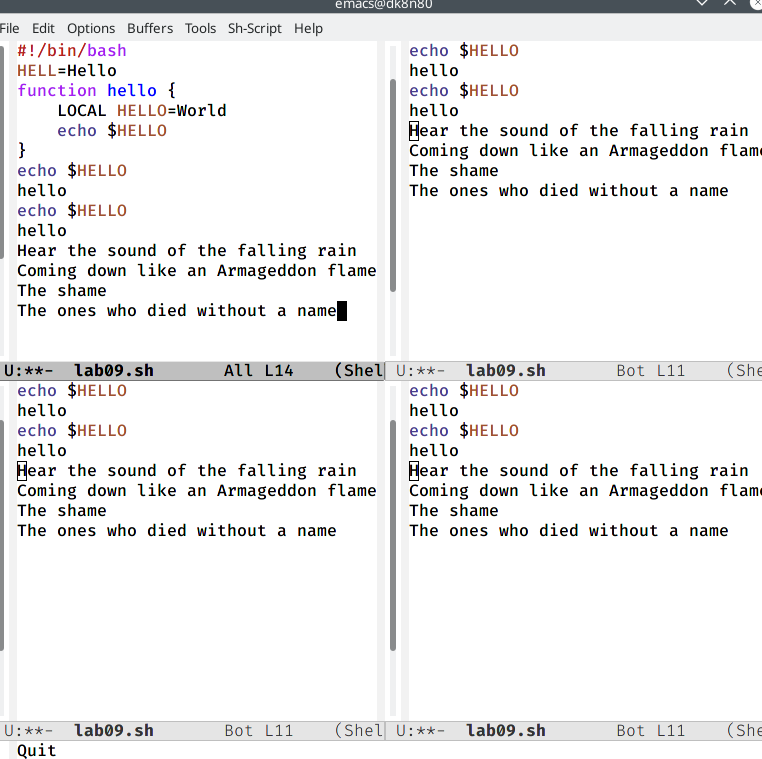 emacs@dk8n80
File Edit Options Buffers Tools Sh-Script Help
#!/bin/bash
HELL=Hello
function hello {
    LOCAL HELLO=World
    echo $HELLO
}
echo $HELLO
hello
echo $HELLO
hello
Hear the sound of the falling rain
Coming down like an Armageddon flame
The shame
The ones who died without a name
U:**-  lab09.sh       All L14    (Shel
echo $HELLO
hello
echo $HELLO
hello
Hear the sound of the falling rain
Coming down like an Armageddon flame
The shame
The ones who died without a name
U:**-  lab09.sh       Bot L11    (She
echo $HELLO
hello
echo $HELLO
hello
Hear the sound of the falling rain
Coming down like an Armageddon flame
The shame
The ones who died without a name
U:**-  lab09.sh       Bot L11    (Shel
echo $HELLO
hello
echo $HELLO
hello
Hear the sound of the falling rain
Coming down like an Armageddon flame
The shame
The ones who died without a name
U:**-  lab09.sh       Bot L11    (She
Quit